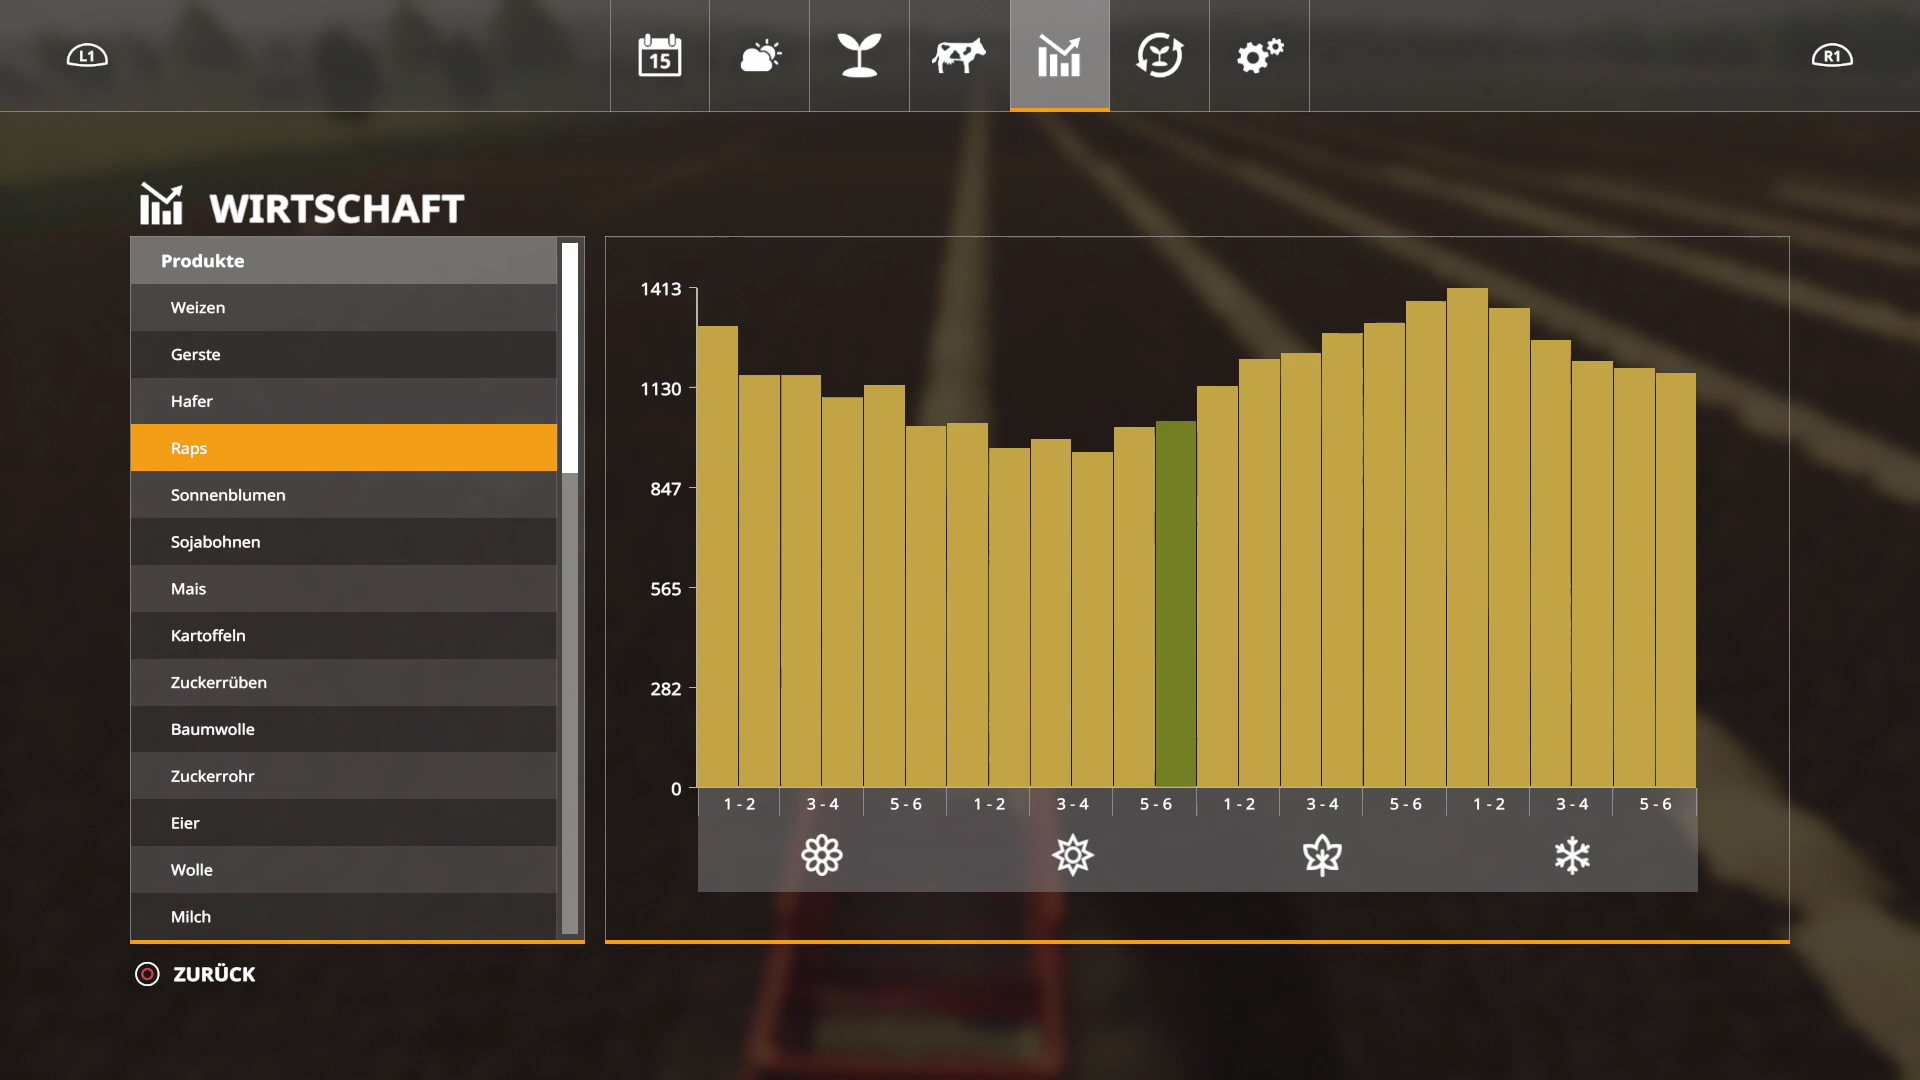 L1
15
R1
WIRTSCHAFT
Produkte
Weizen
Gerste
Hafer
Raps
Sonnenblumen
Sojabohnen
Mais
Kartoffeln
Zuckerrüben
Baumwolle
Zuckerrohr
Eier
Wolle
Milch
1413
1130
847
565
282
0
1 - 2 3 - 4 5 - 6 1 - 2 3 - 4 5 - 6 1 - 2 3 - 4 5 - 6 1 - 2 3 - 4 5 - 6
ZURÜCK